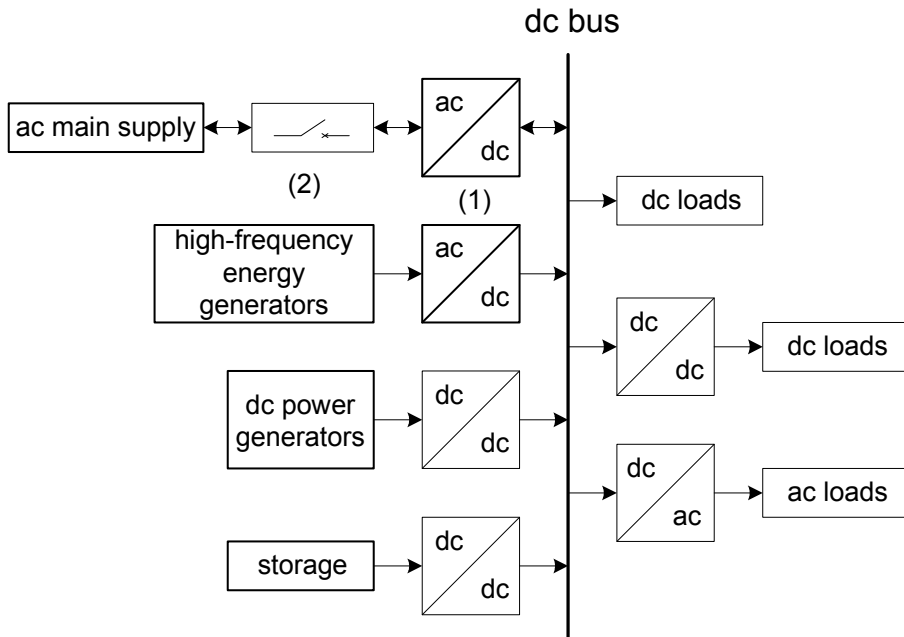 dc bus
ac main supply
ac
dc
(2)
(1)
dc loads
high-frequency
energy
generators
ac
dc
dc
dc
dc loads
dc power
generators
dc
dc
dc
ac
ac loads
storage
dc
dc